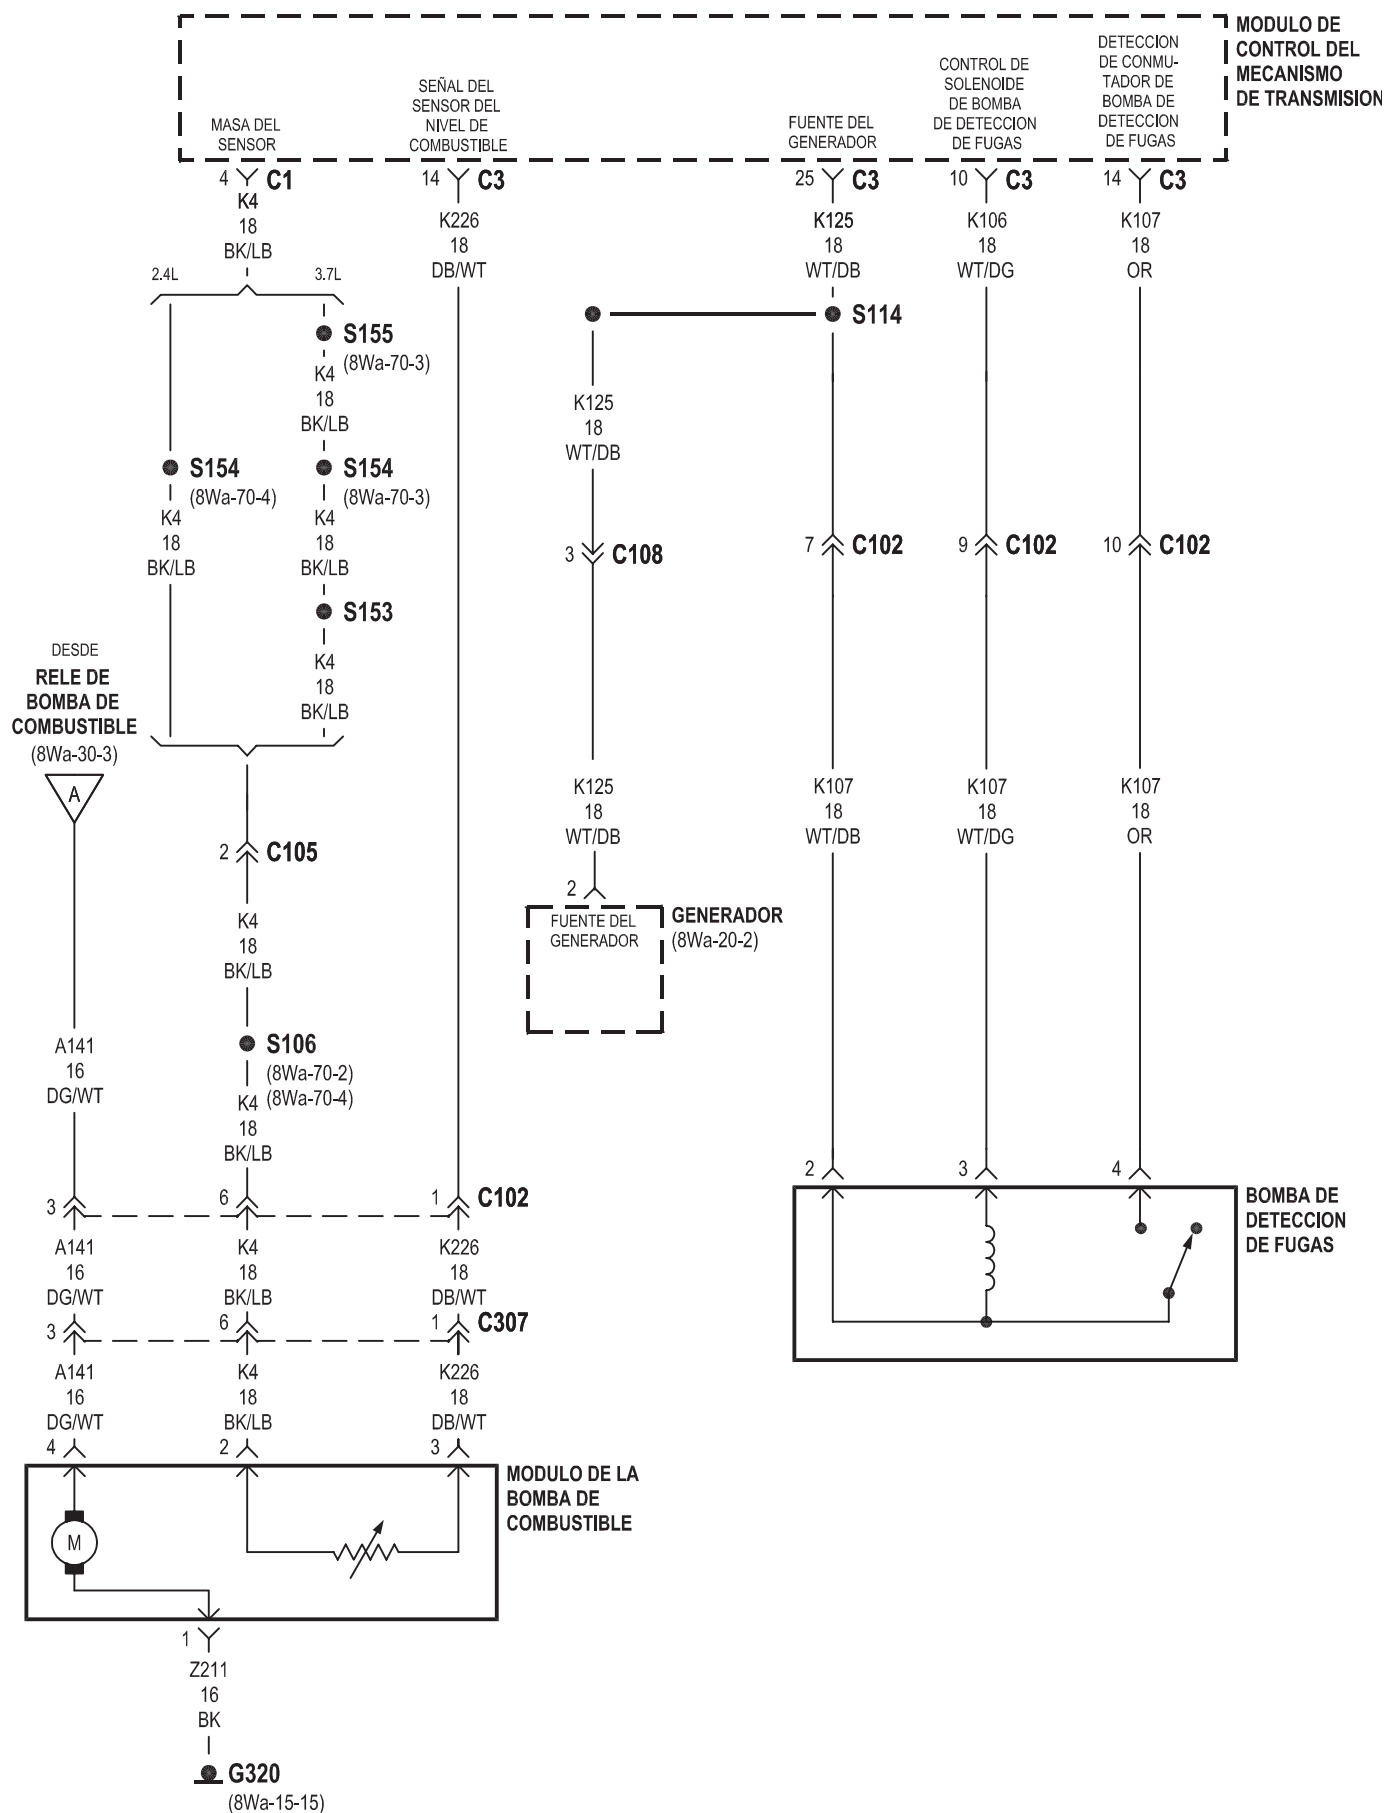 MODULO DE
CONTROL DEL
MECANISMO
DE TRANSMISION
MASA DEL
SENSOR
SEÑAL DEL
SENSOR DEL
NIVEL DE
COMBUSTIBLE
FUENTE DEL
GENERADOR
CONTROL DE
SOLENOIDE
DE BOMBA
DE DETECCION
DE FUGAS
DETECCION
DE CONMU-
TADOR DE
BOMBA DE
DETECCION
DE FUGAS
4 C1
14 C3
25 C3
10 C3
14 C3
K4
18
BK/LB
K226
18
DB/WT
K125
18
WT/DB
K106
18
WT/DG
K107
18
OR
2.4L
3.7L
S155
(8Wa-70-3)
K4
18
BK/LB
S154
(8Wa-70-4)
S154
(8Wa-70-3)
K4
18
BK/LB
K4
18
BK/LB
S153
K4
18
BK/LB
S114
K125
18
WT/DB
3 C108
7 C102
9 C102
10 C102
DESDE
RELE DE
BOMBA DE
COMBUSTIBLE
(8Wa-30-3)
A
K125
18
WT/DB
K107
18
WT/DB
K107
18
WT/DG
K107
18
OR
2 C105
2
FUENTE DEL
GENERADOR
GENERADOR
(8Wa-20-2)
K4
18
BK/LB
A141
16
DG/WT
S106
(8Wa-70-2)
(8Wa-70-4)
K4
18
BK/LB
3 6 1 C102
2 3 4
BOMBA DE
DETECCION
DE FUGAS
A141
16
DG/WT
K4
18
BK/LB
K226
18
DB/WT
3 6 1 C307
A141
16
DG/WT
K4
18
BK/LB
K226
18
DB/WT
4 2 3
MODULO DE LA
BOMBA DE
COMBUSTIBLE
M
1
Z211
16
BK
G320
(8Wa-15-15)